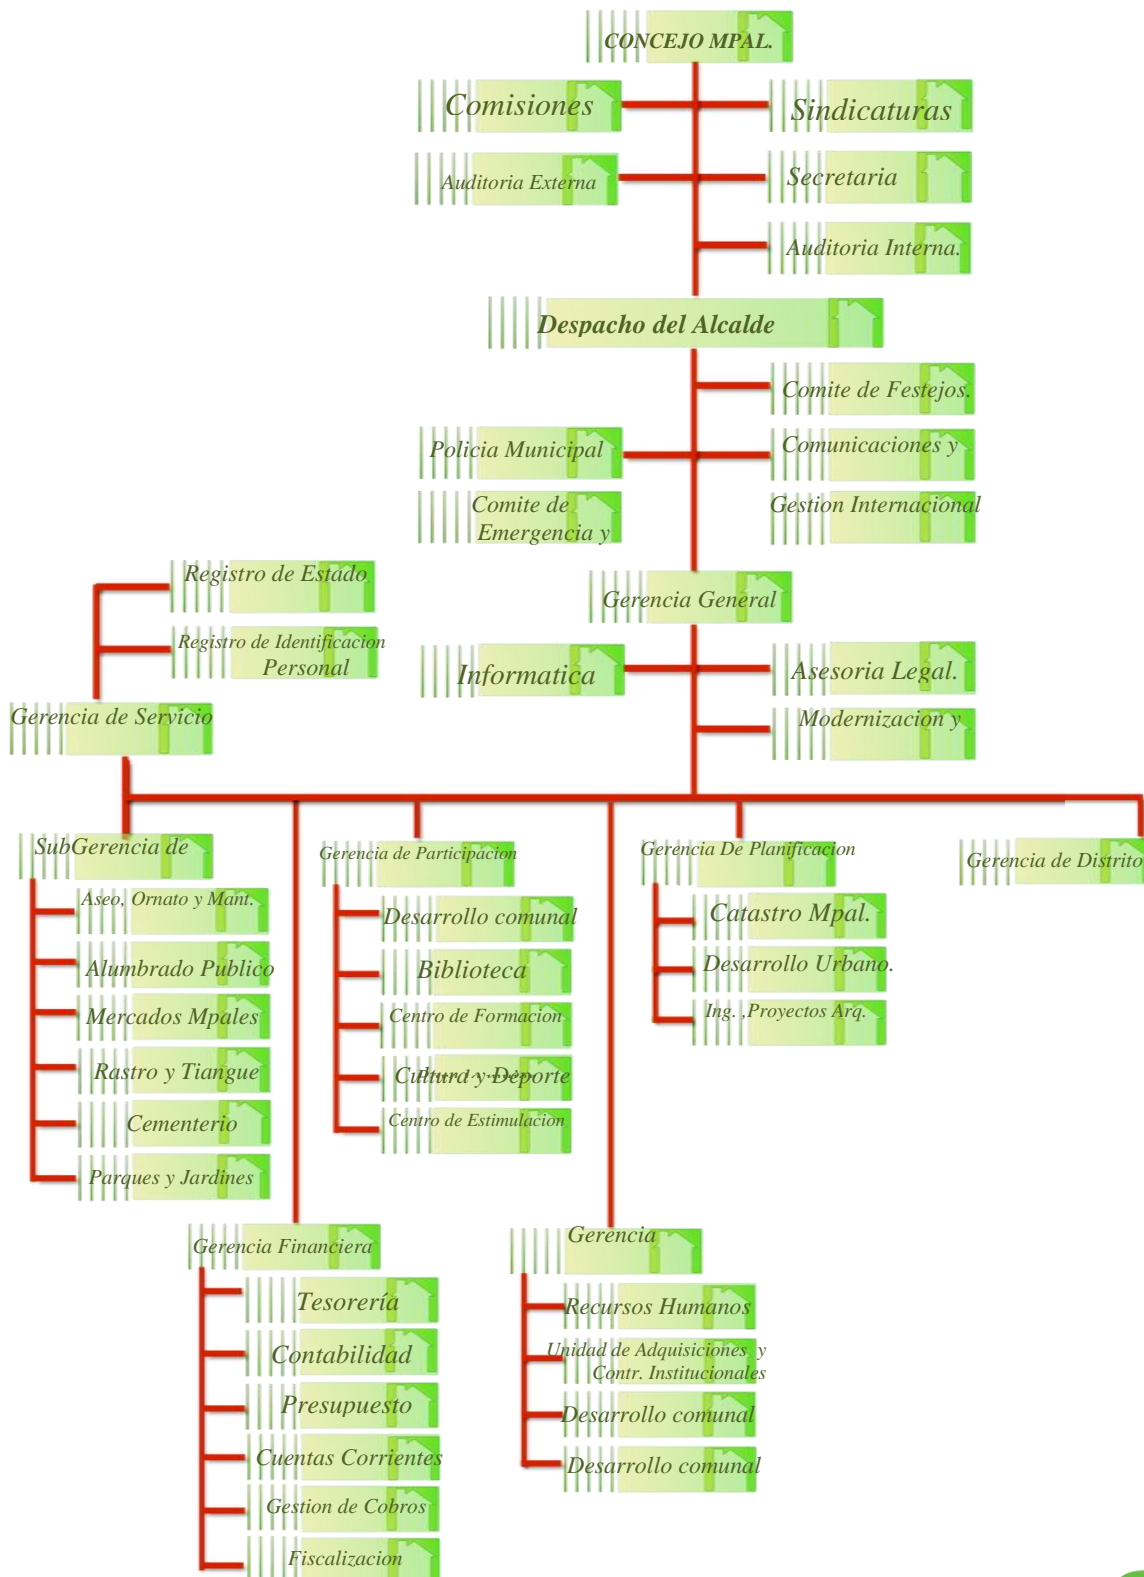 CONCEJO MPAL.
Comisiones
Sindicaturas
Auditoria Externa
Secretaria
Auditoria Interna.
Despacho del Alcalde
Comite de Festejos.
Policia Municipal
Comunicaciones y
Comite de
Emergencia y
Gestion Internacional
Registro de Estado
Registro de Identificacion
Personal
Gerencia General
Informatica
Asesoria Legal.
Gerencia de Servicio
Modernizacion y
SubGerencia de
Aseo, Ornato y Mant.
Alumbrado Publico
Mercados Mpales
Rastro y Tiangue
Cementerio
Parques y Jardines
Gerencia de Participacion
Desarrollo comunal
Biblioteca
Centro de Formacion
Cultura y Deporte
Centro de Estimulacion
Gerencia De Planificacion
Catastro Mpal.
Desarrollo Urbano.
Ing. ,Proyectos Arq.
Gerencia de Distrito
Gerencia Financiera
Tesorería
Contabilidad
Presupuesto
Cuentas Corrientes
Gestion de Cobros
Fiscalizacion
Gerencia
Recursos Humanos
Unidad de Adquisiciones y
Contr. Institucionales
Desarrollo comunal
Desarrollo comunal